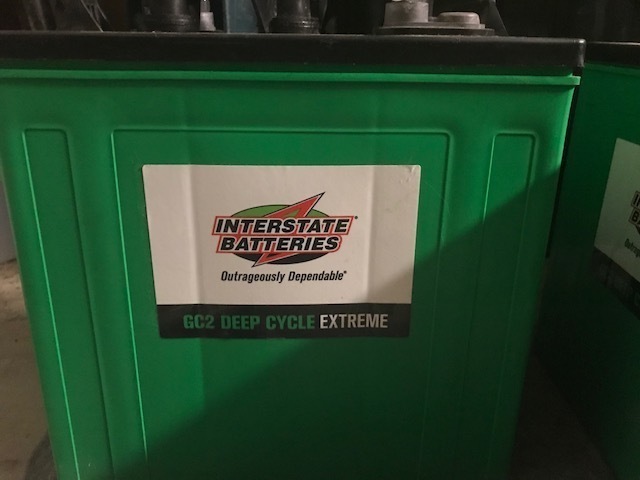 INTERSTATE
BATTERIES
Outrageously Dependable®
GC2 DEEP CYCLE EXTREME